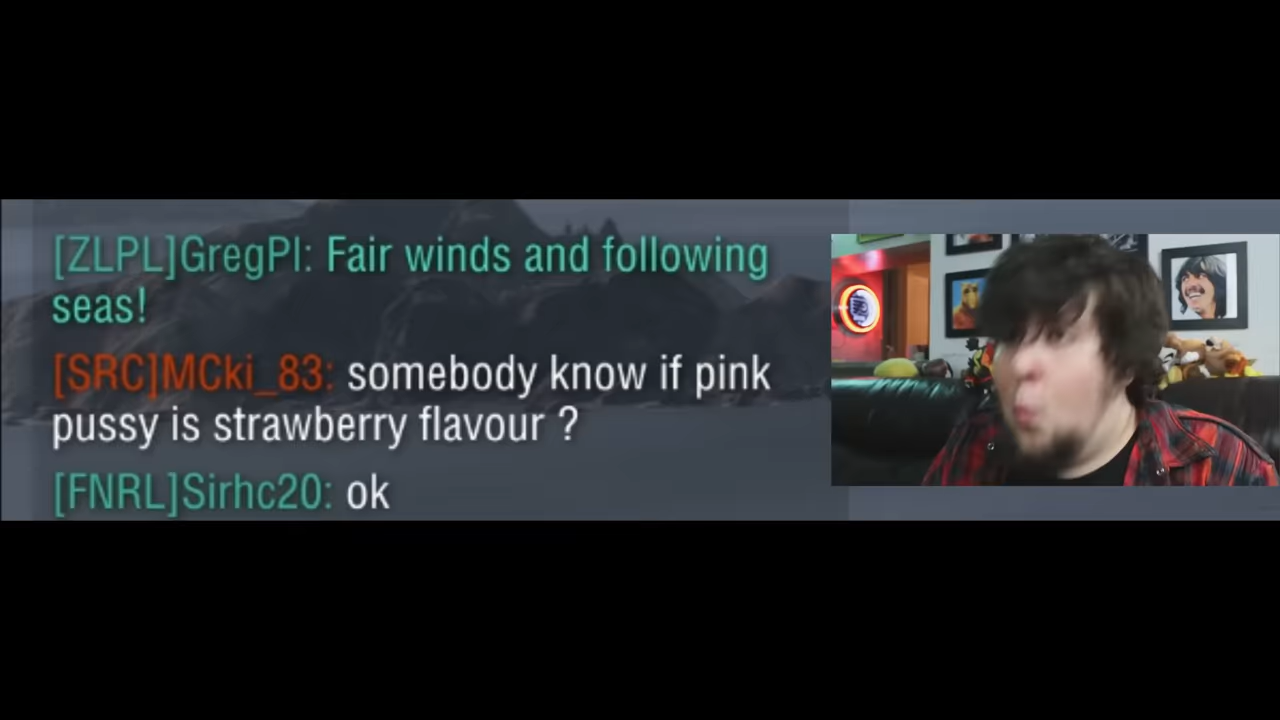 [ZLPL]GregPl: Fair winds and following
seas!
[SRC]MCki_83: somebody know if pink
pussy is strawberry flavour ?
[FNRL]Sirhc20: ok